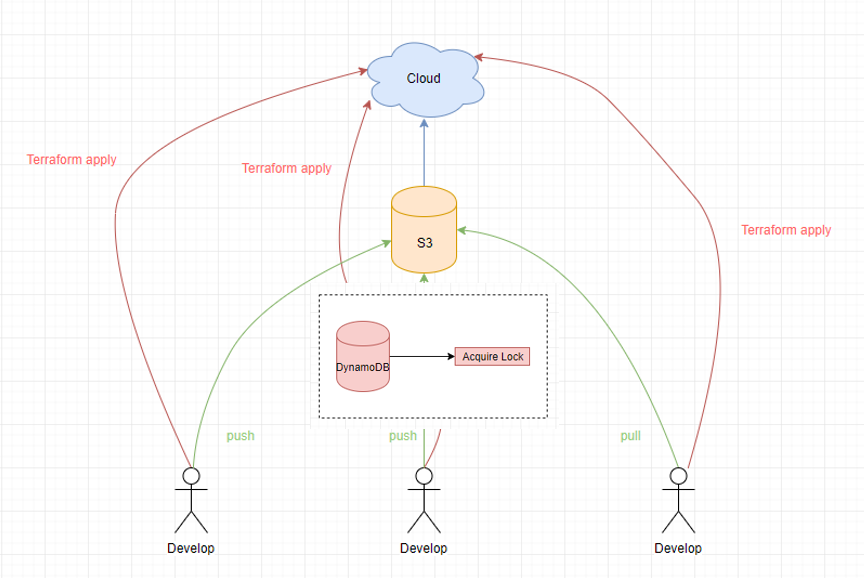 Cloud
Terraform apply
Terraform apply
Terraform apply
S3
DynamoDB
Acquire Lock
push
push
pull
Develop
Develop
Develop